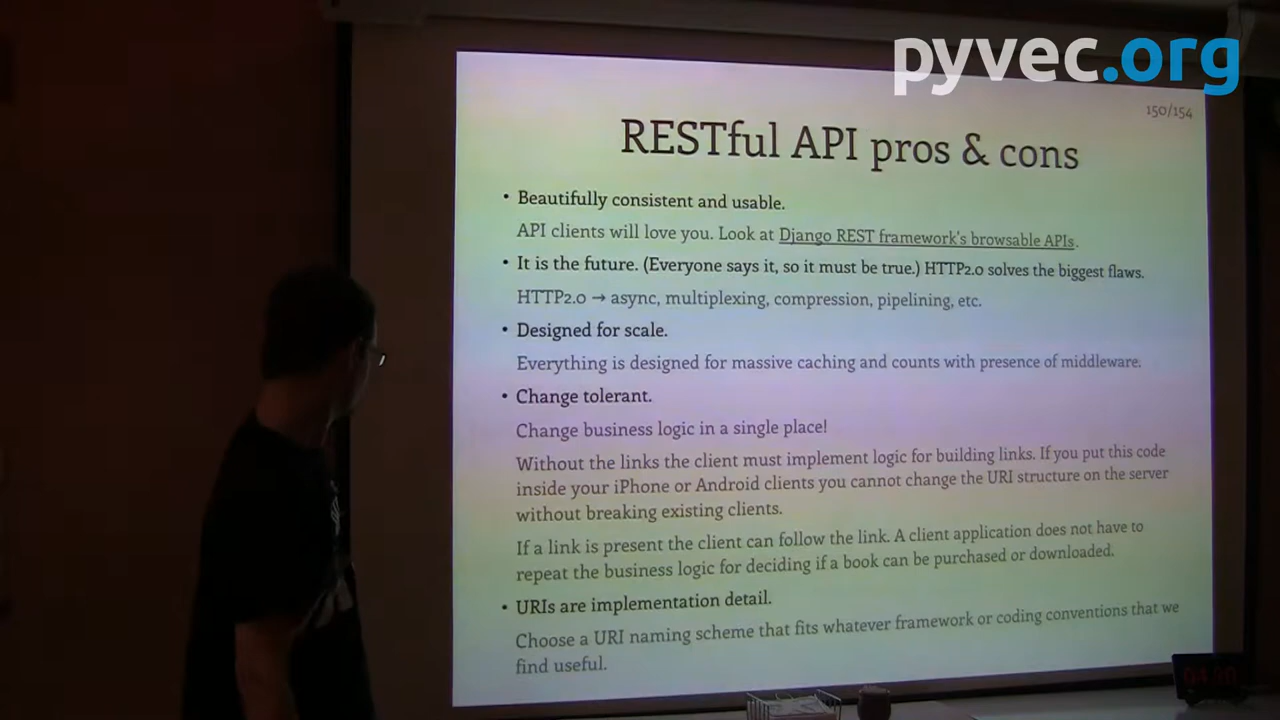 pyvec.org
150/154
RESTful API pros & cons
• Beautifully consistent and usable.
API clients will love you. Look at Django REST framework's browsable APIs.
• It is the future. (Everyone says it, so it must be true.) HTTP2.0 solves the biggest flaws.
HTTP2.0 → async, multiplexing, compression, pipelining, etc.
• Designed for scale.
Everything is designed for massive caching and counts with presence of middleware.
• Change tolerant.
Change business logic in a single place!
Without the links the client must implement logic for building links. If you put this code
inside your iPhone or Android clients you cannot change the URI structure on the server
without breaking existing clients.
If a link is present the client can follow the link. A client application does not have to
repeat the business logic for deciding if a book can be purchased or downloaded.
• URIs are implementation detail.
Choose a URI naming scheme that fits whatever framework or coding conventions that we
find useful.